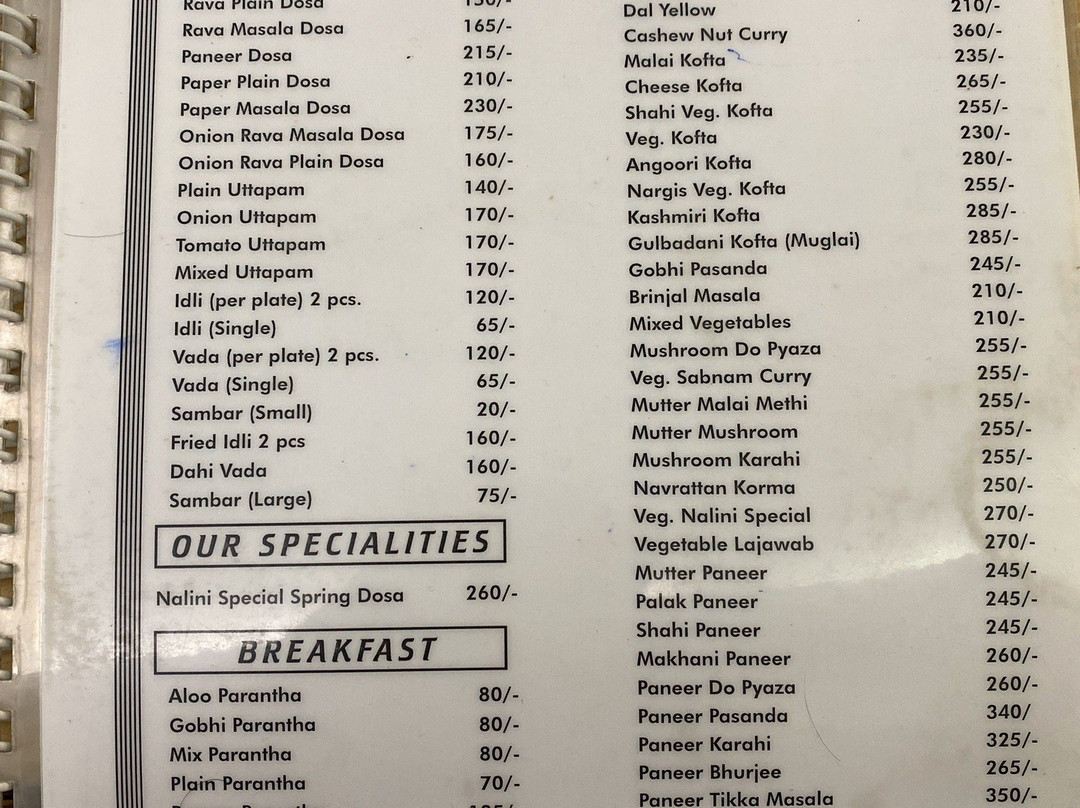 Rava Plain Dosa 150/-
Rava Masala Dosa 165/-
Paneer Dosa 215/-
Paper Plain Dosa 210/-
Paper Masala Dosa 230/-
Onion Rava Masala Dosa 175/-
Onion Rava Plain Dosa 160/-
Plain Uttapam 140/-
Onion Uttapam 170/-
Tomato Uttapam 170/-
Mixed Uttapam 170/-
Idli (per plate) 2 pcs. 120/-
Idli (Single) 65/-
Vada (per plate) 2 pcs. 120/-
Vada (Single) 65/-
Sambar (Small) 20/-
Fried Idli 2 pcs 160/-
Dahi Vada 160/-
Sambar (Large) 75/-
OUR SPECIALITIES
Nalini Special Spring Dosa 260/-
BREAKFAST
Aloo Parantha 80/-
Gobhi Parantha 80/-
Mix Parantha 80/-
Plain Parantha 70/-
Dal Yellow 210/-
Cashew Nut Curry 360/-
Malai Kofta 235/-
Cheese Kofta 265/-
Shahi Veg. Kofta 255/-
Veg. Kofta 230/-
Angoori Kofta 280/-
Nargis Veg. Kofta 255/-
Kashmiri Kofta 285/-
Gulbadani Kofta (Muglai) 285/-
Gobhi Pasanda 245/-
Brinjal Masala 210/-
Mixed Vegetables 210/-
Mushroom Do Pyaza 255/-
Veg. Sabnam Curry 255/-
Mutter Malai Methi 255/-
Mutter Mushroom 255/-
Mushroom Karahi 255/-
Navrattan Korma 250/-
Veg. Nalini Special 270/-
Vegetable Lajawab 270/-
Mutter Paneer 245/-
Palak Paneer 245/-
Shahi Paneer 245/-
Makhani Paneer 260/-
Paneer Do Pyaza 260/-
Paneer Pasanda 340/
Paneer Karahi 325/-
Paneer Bhurjee 265/-
Paneer Tikka Masala 350/-